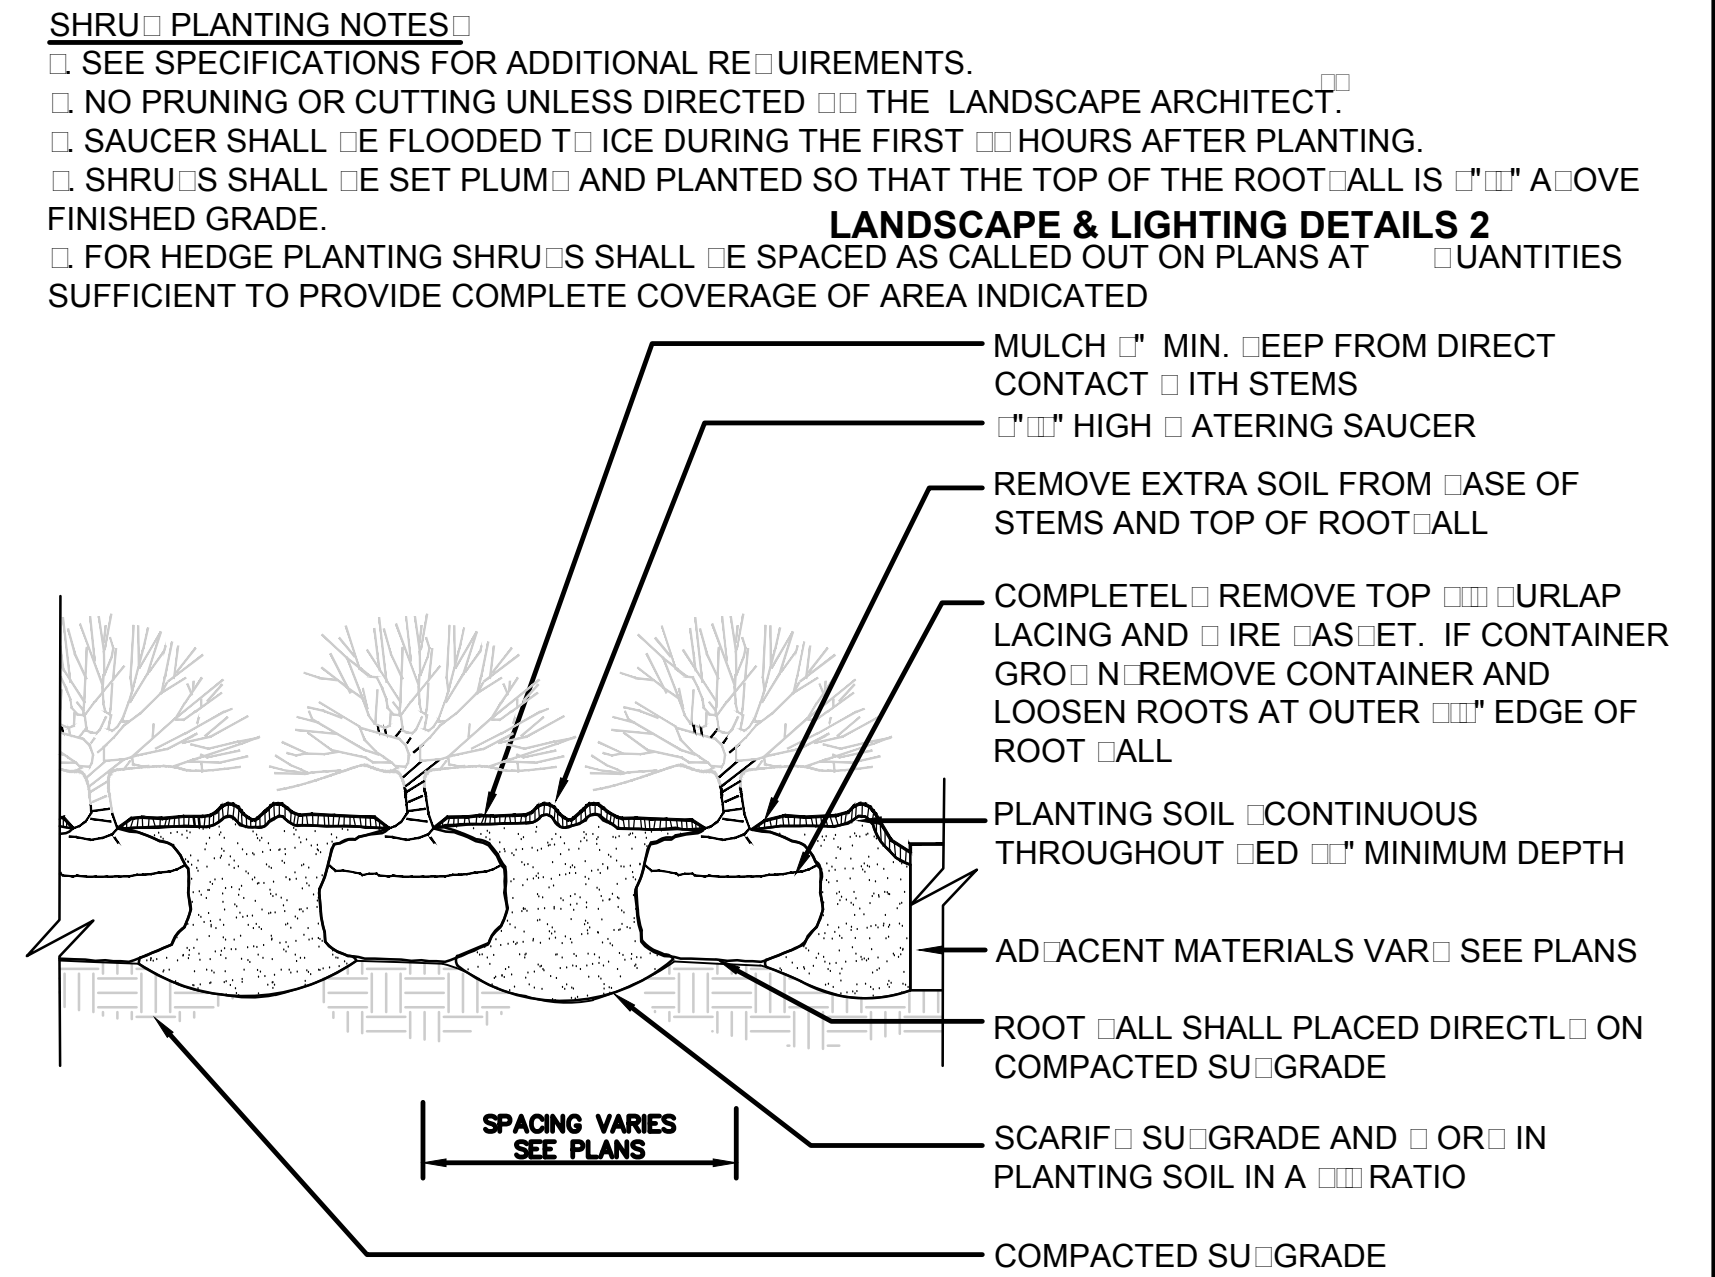 SHRU□ PLANTING NOTES□
□. SEE SPECIFICATIONS FOR ADDITIONAL RE□UIREMENTS.
□□
□. NO PRUNING OR CUTTING UNLESS DIRECTED □□ THE LANDSCAPE ARCHITECT.
□. SAUCER SHALL □E FLOODED T□ ICE DURING THE FIRST □□ HOURS AFTER PLANTING.
□. SHRU□S SHALL □E SET PLUM□ AND PLANTED SO THAT THE TOP OF THE ROOT□ALL IS □"□□" A□OVE
FINISHED GRADE.
LANDSCAPE & LIGHTING DETAILS 2
□. FOR HEDGE PLANTING SHRU□S SHALL □E SPACED AS CALLED OUT ON PLANS AT □UANTITIES
SUFFICIENT TO PROVIDE COMPLETE COVERAGE OF AREA INDICATED
MULCH □" MIN. □EEP FROM DIRECT
CONTACT □ ITH STEMS
□"□□" HIGH □ ATERING SAUCER
REMOVE EXTRA SOIL FROM □ASE OF
STEMS AND TOP OF ROOT□ALL
COMPLETEL□ REMOVE TOP □□□ □URLAP
LACING AND □ IRE □AS□ET. IF CONTAINER
GRO□ N□REMOVE CONTAINER AND
LOOSEN ROOTS AT OUTER □□□" EDGE OF
ROOT □ALL
PLANTING SOIL □CONTINUOUS
THROUGHOUT □ED □□" MINIMUM DEPTH
AD□ACENT MATERIALS VAR□ SEE PLANS
ROOT □ALL SHALL PLACED DIRECTL□ ON
COMPACTED SU□GRADE
SPACING VARIES
SEE PLANS
SCARIF□ SU□GRADE AND □ OR□ IN
PLANTING SOIL IN A □□□ RATIO
COMPACTED SU□GRADE